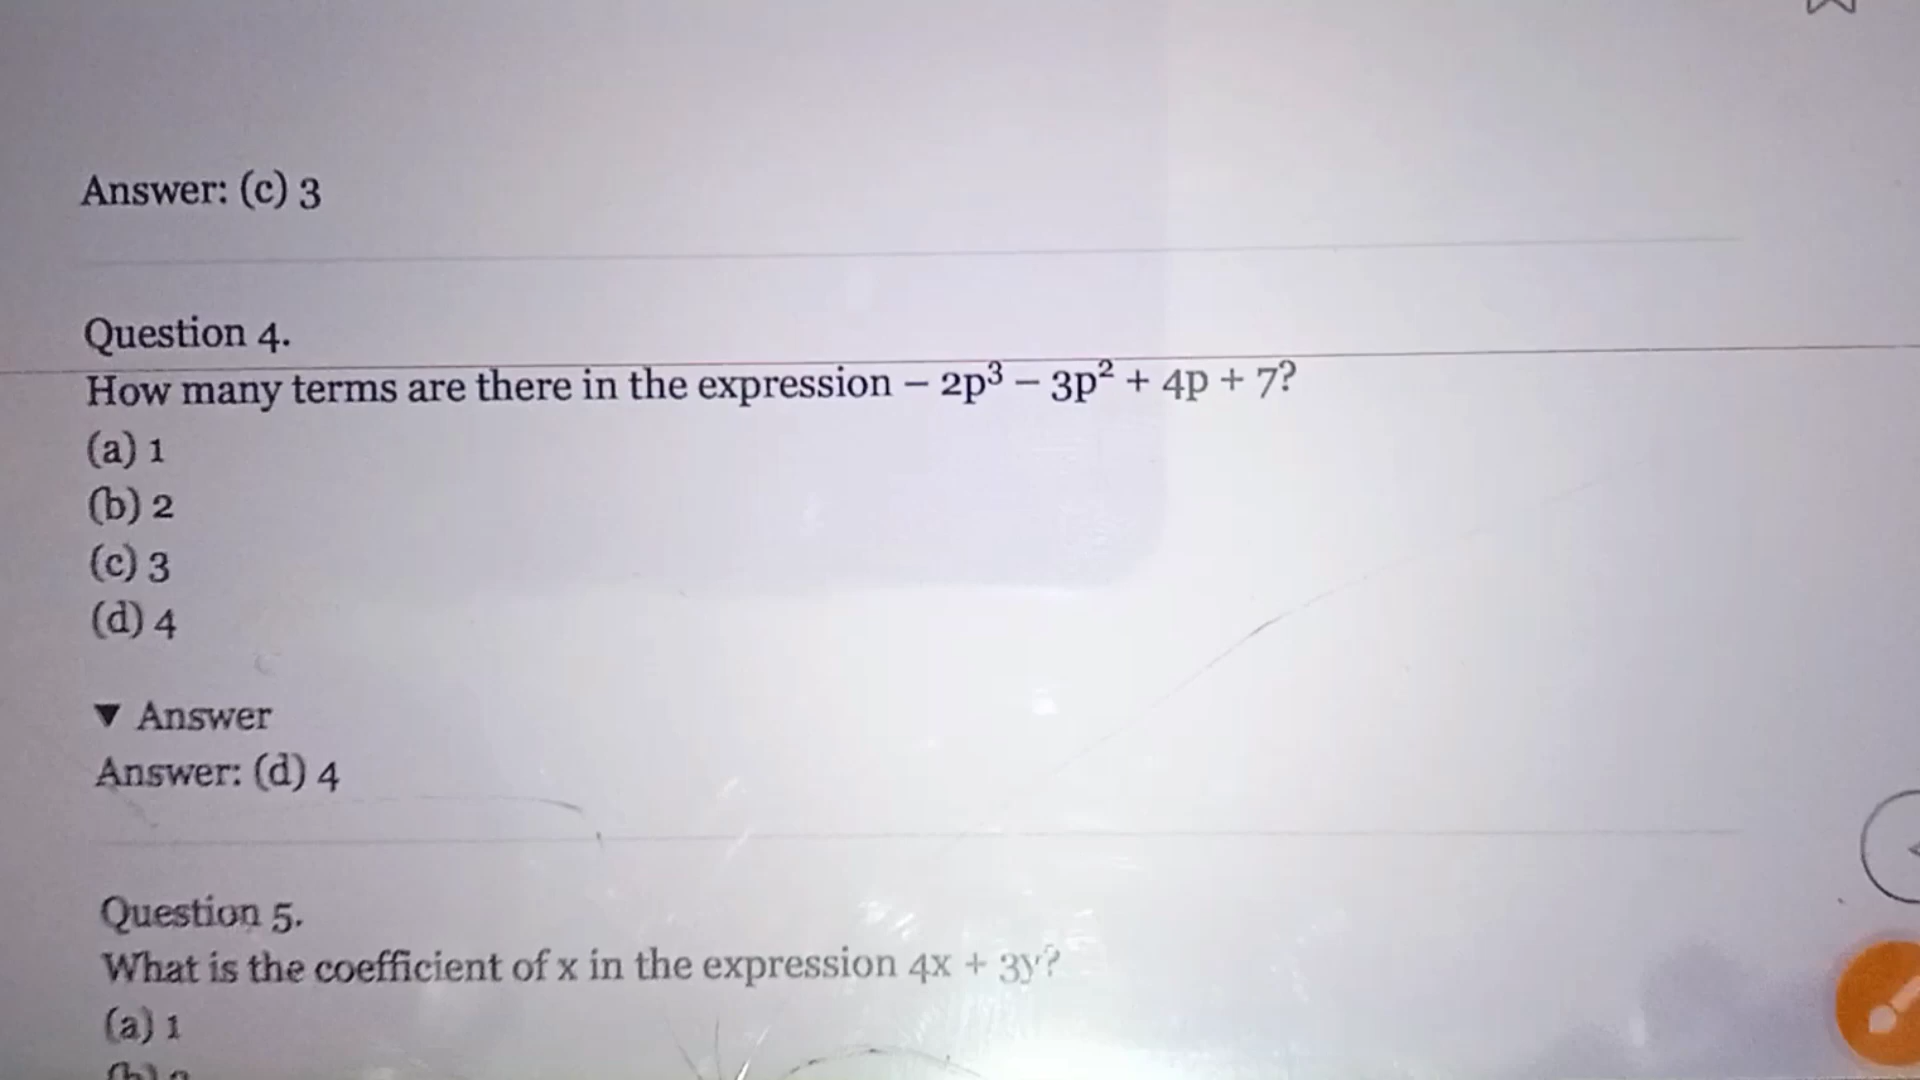 Answer: (c) 3
Question 4.
How many terms are there in the expression – 2p³ – 3p² + 4p + 7?
(a) 1
(b) 2
(c) 3
(d) 4
▼ Answer
Answer: (d) 4
Question 5.
What is the coefficient of x in the expression 4x + 3y?
(a) 1